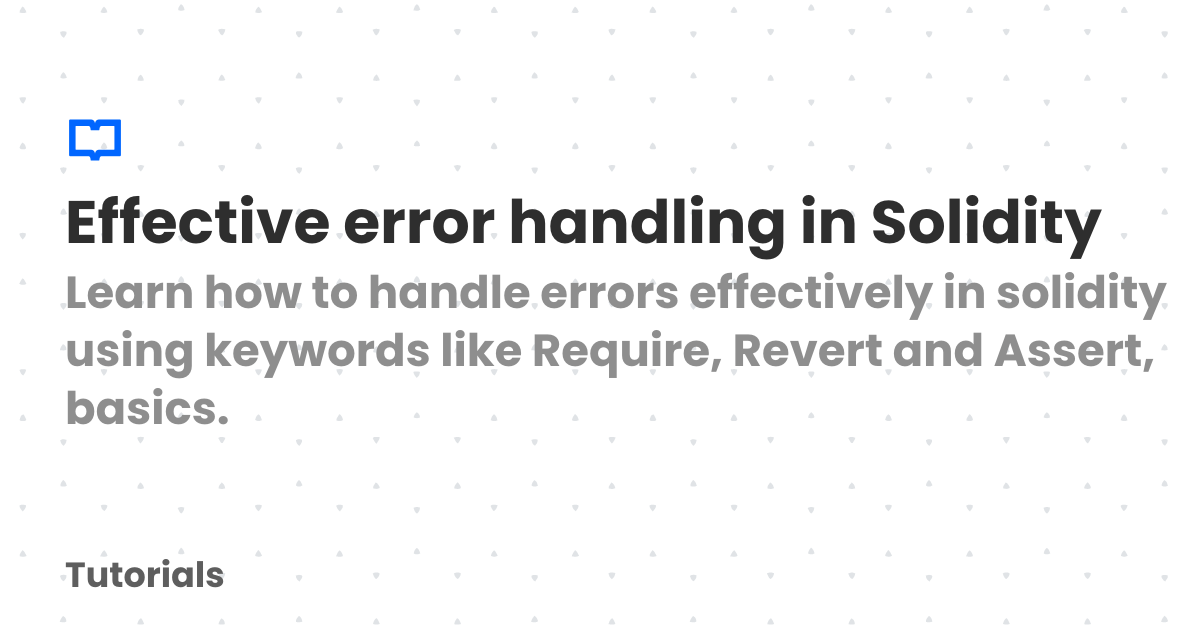 Effective error handling in Solidity
Learn how to handle errors effectively in solidity
using keywords like Require, Revert and Assert,
basics.
Tutorials